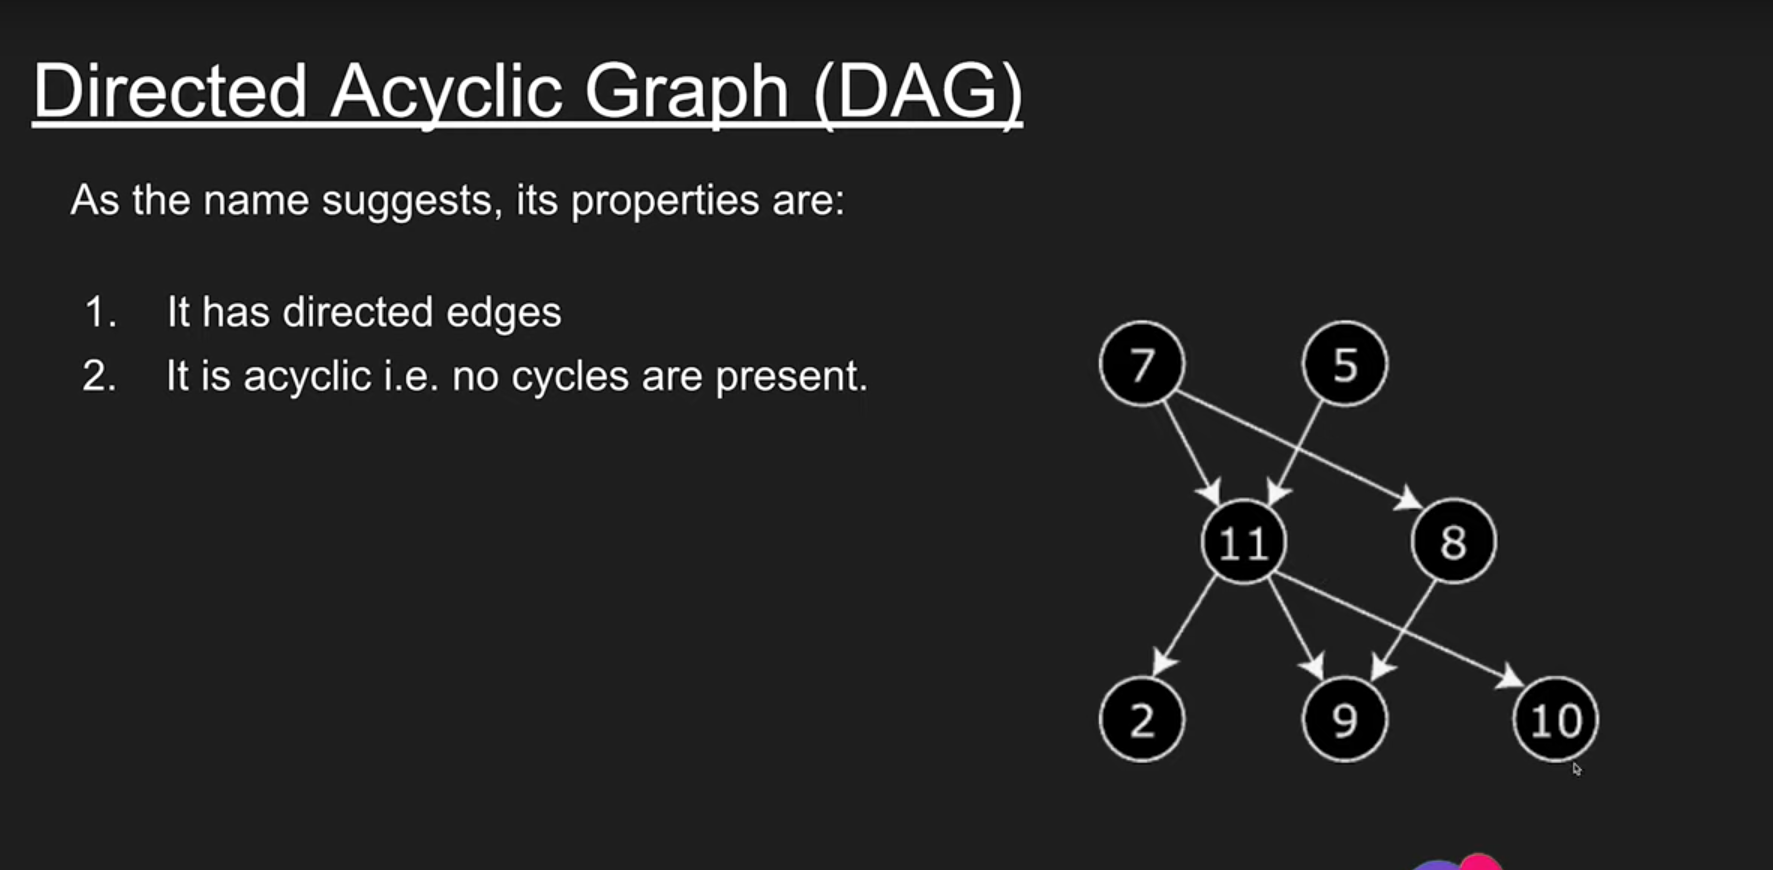 Directed Acyclic Graph (DAG)
As the name suggests, its properties are:
1. It has directed edges
2. It is acyclic i.e. no cycles are present.
7
5
11
8
2
9
10